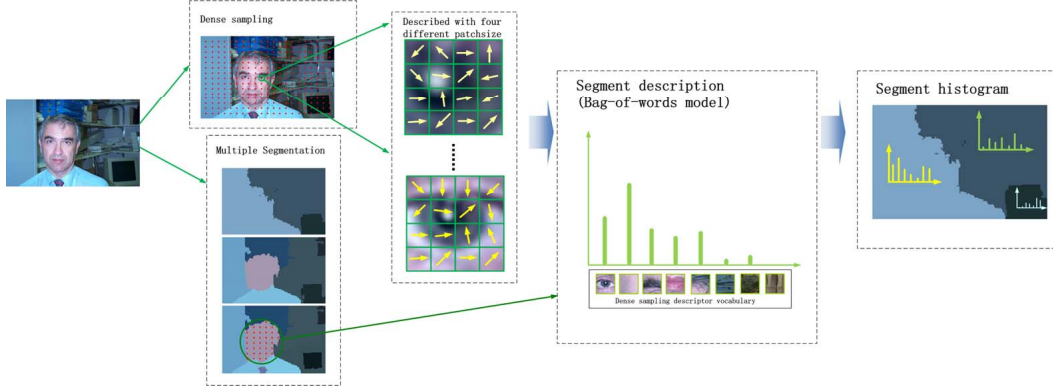 Dense sampling
Described with four
different patchsize
Multiple Segmentation
Segment description
(Bag-of-words model)
Dense sampling descriptor vocabulary
Segment histogram